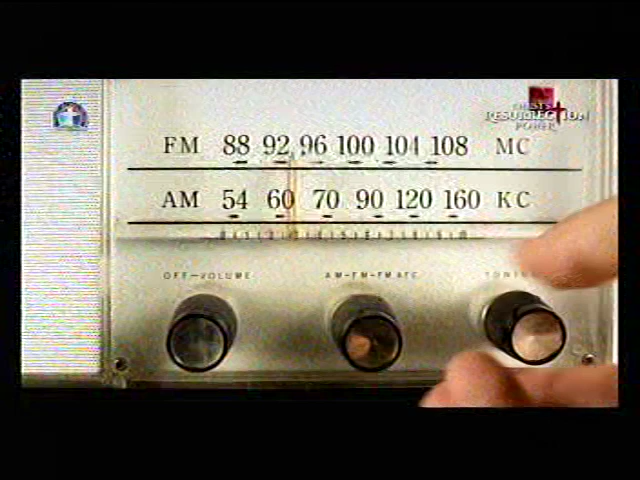 CHRIST'S
RESURRECTION
POWER
FM 88 92 96 100 104 108 MC
AM 54 60 70 90 120 160 KC
OFF-VOLUME AM-FM-FM AFC